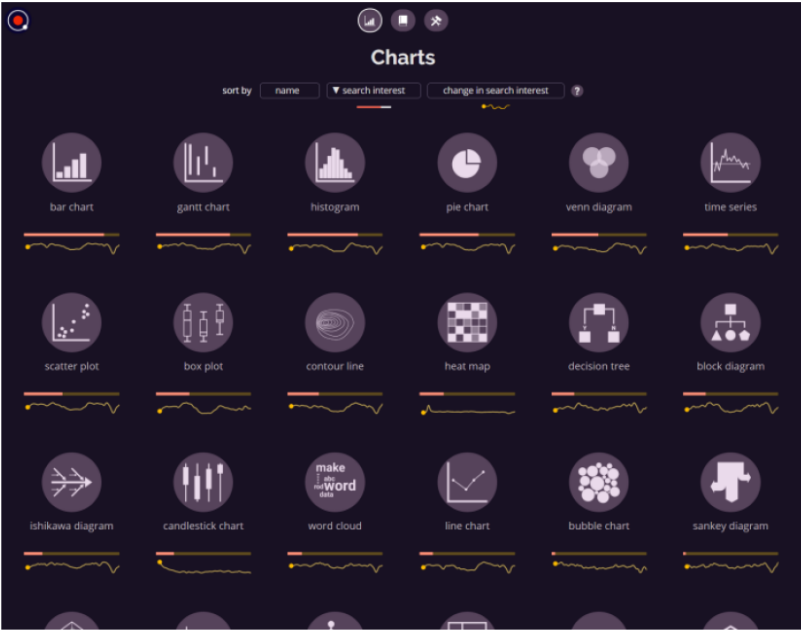 Charts
sort by name ▼ search interest change in search interest ?
bar chart gantt chart histogram pie chart venn diagram time series
Y N
scatter plot box plot contour line heat map decision tree block diagram
make
abc
word
data
ishikawa diagram candlestick chart word cloud line chart bubble chart sankey diagram